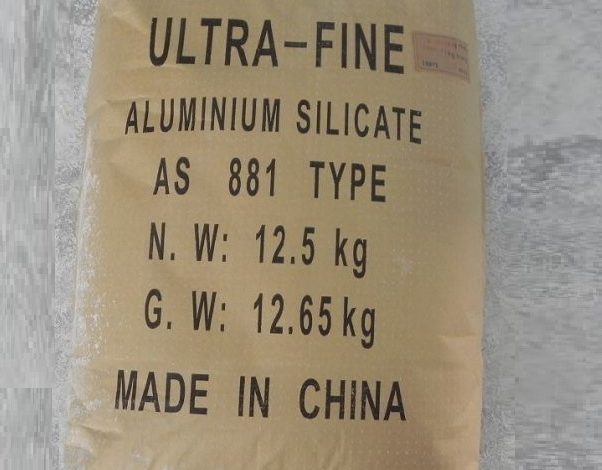 ULTRA-FINE
ALUMINIUM SILICATE
AS 881 TYPE
N. W: 12.5 kg
G. W: 12.65 kg
MADE IN CHINA